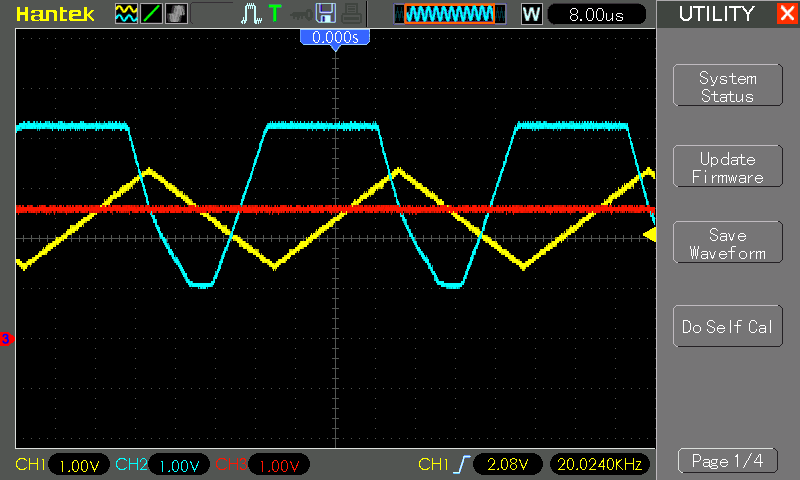 Hantek
T
W
8.00us
UTILITY
0.000s
System
Status
Update
Firmware
Save
Waveform
Do Self Cal
3
CH1 1.00V CH2 1.00V CH3 1.00V CH1 2.08V 20.0240KHz
Page 1/4